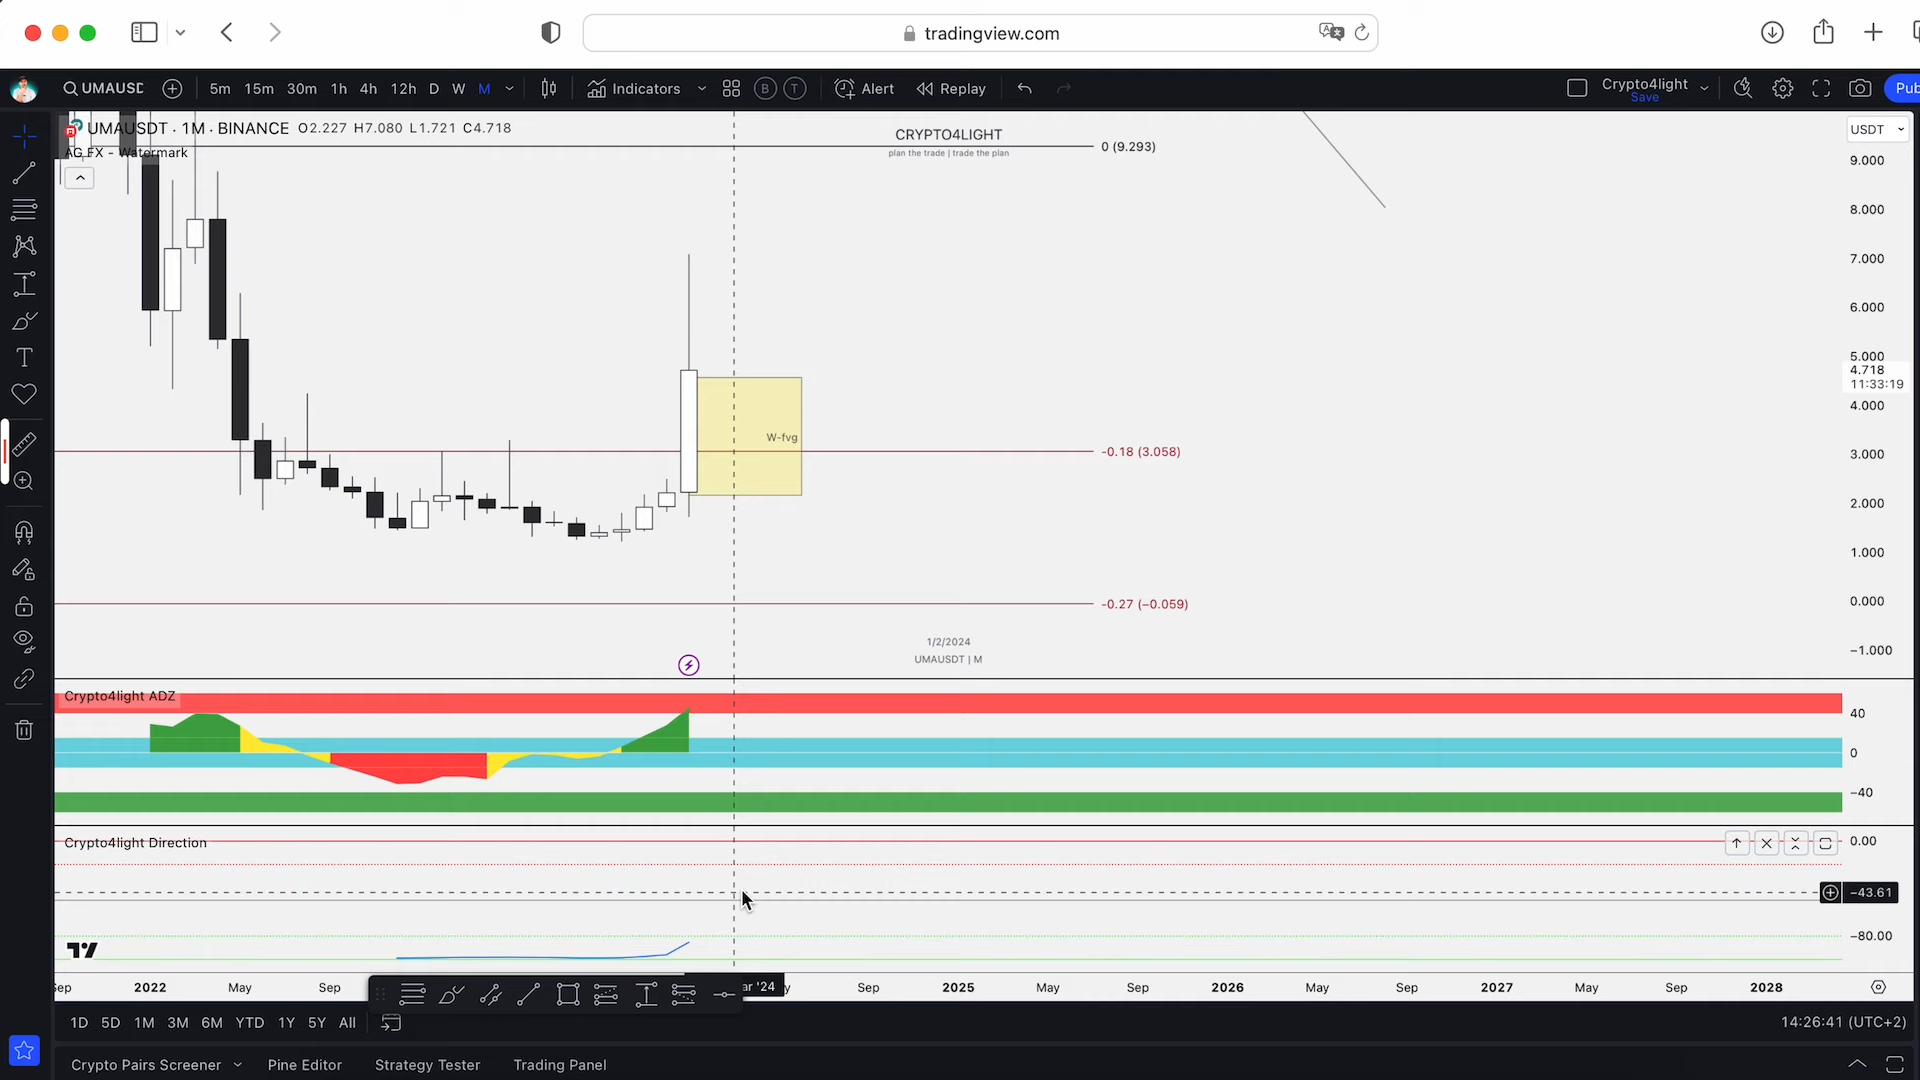 tradingview.com
UMAUSD
5m 15m 30m 1h 4h 12h D W M
Indicators
B T
Alert
Replay
Crypto4light
Save
Pub
UMAUSDT · 1M · BINANCE O2.227 H7.080 L1.721 C4.718
AG FX - Watermark
CRYPTO4LIGHT
plan the trade | trade the plan
0 (9.293)
USDT
9.000
8.000
7.000
6.000
5.000
4.718
11:33:19
4.000
W-fvg
-0.18 (3.058)
3.000
2.000
1.000
-0.27 (−0.059)
0.000
1/2/2024
UMAUSDT | M
−1.000
Crypto4light ADZ
40
0
−40
Crypto4light Direction
0.00
−43.61
−80.00
2022 May Sep
ar '24
Sep 2025 May Sep 2026 May Sep 2027 May Sep 2028
1D 5D 1M 3M 6M YTD 1Y 5Y All
14:26:41 (UTC+2)
Crypto Pairs Screener Pine Editor Strategy Tester Trading Panel